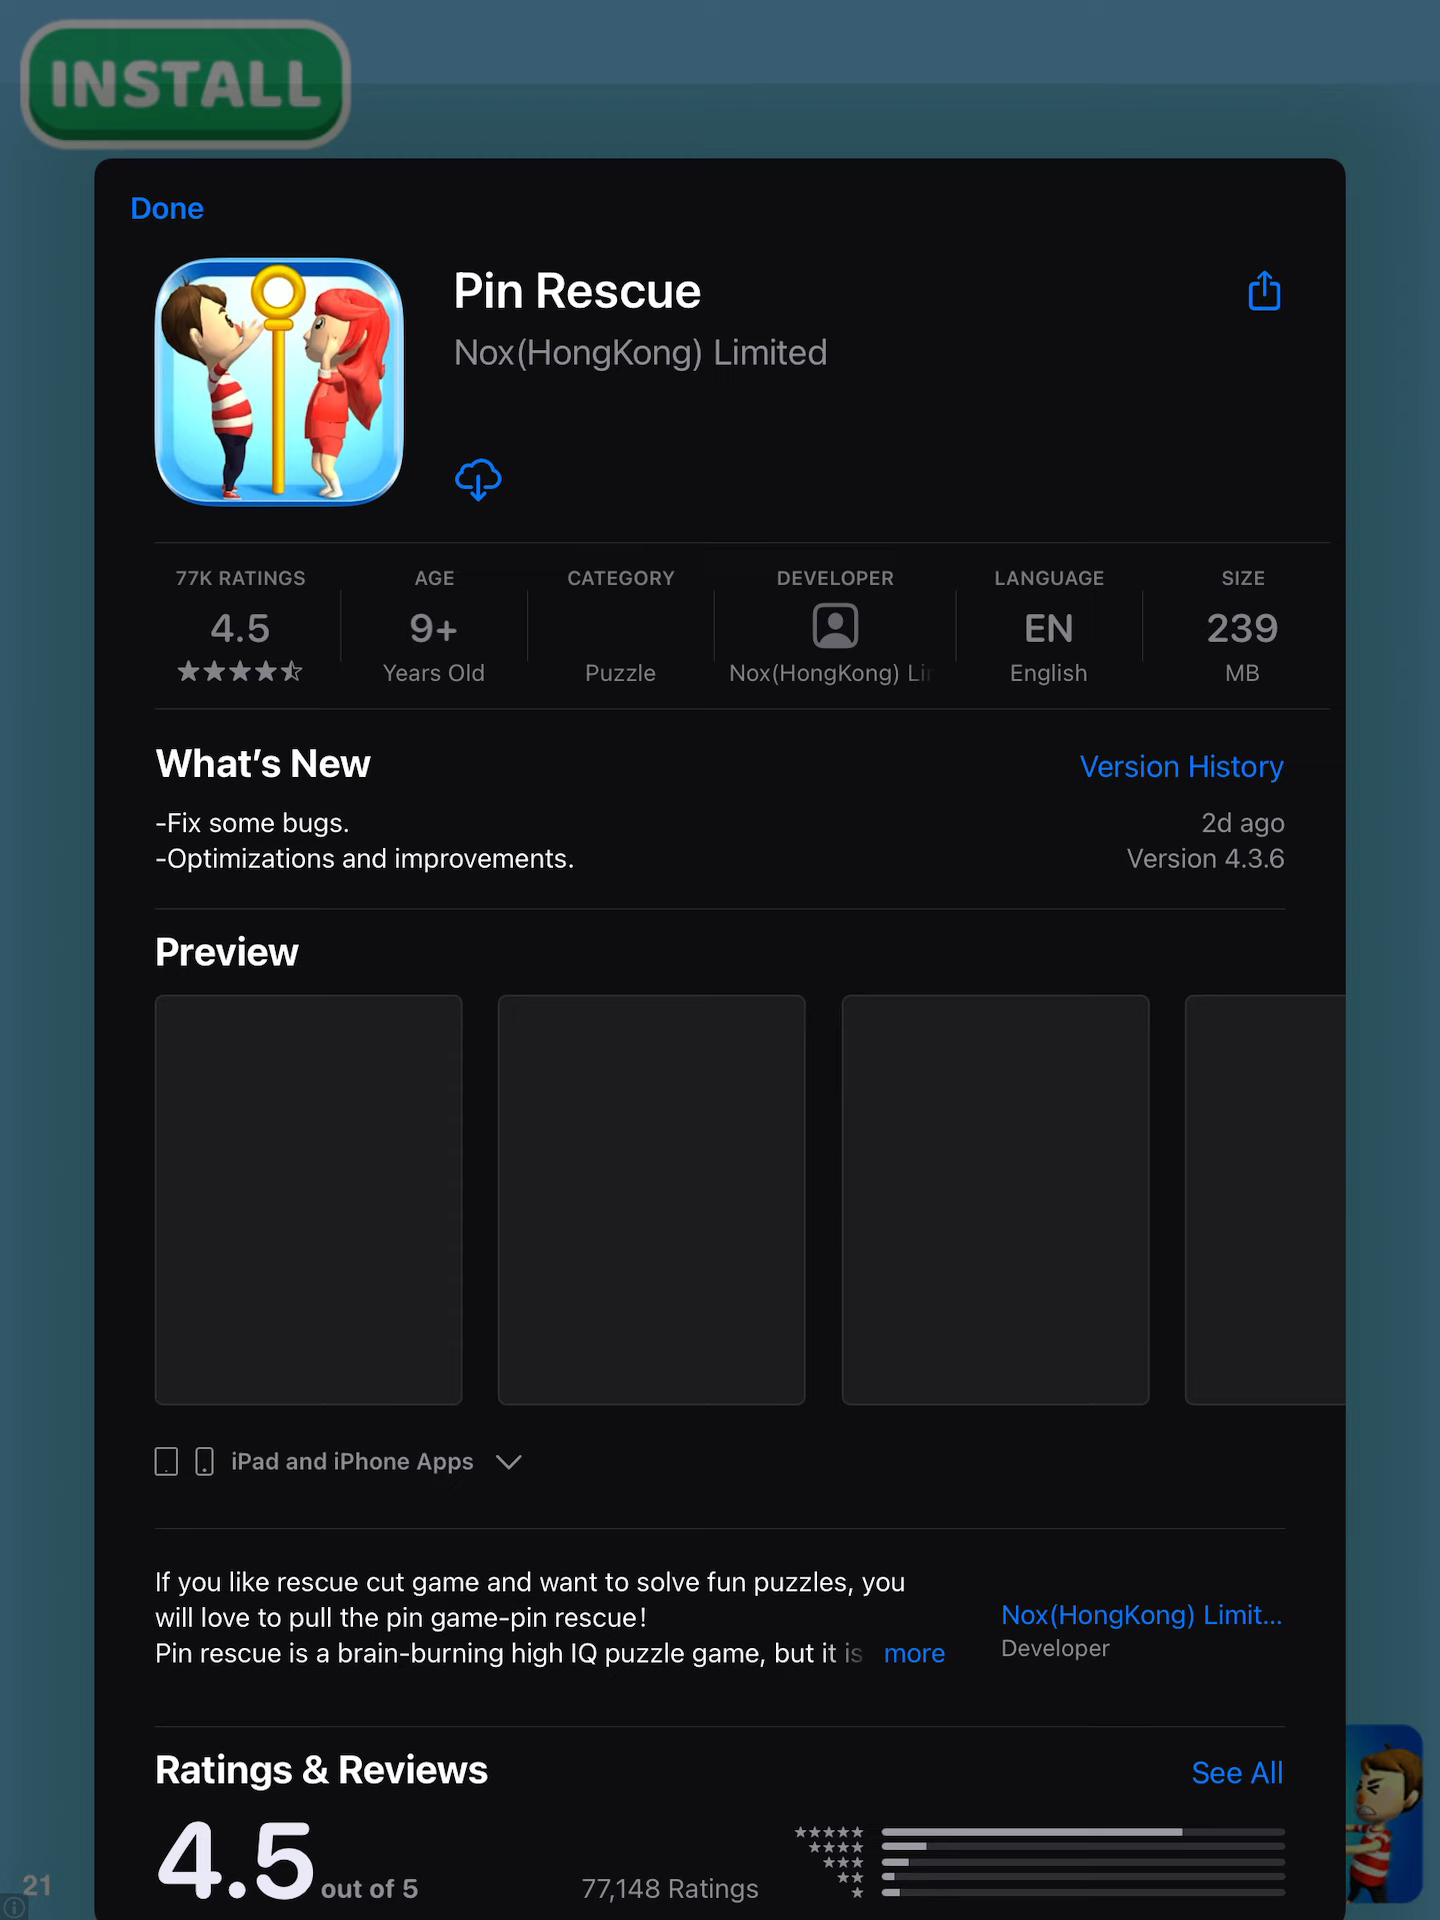 INSTALL
Done
Pin Rescue
Nox(HongKong) Limited
77K RATINGS
4.5
AGE
9+
Years Old
CATEGORY
Puzzle
DEVELOPER
Nox(HongKong) Li
LANGUAGE
EN
English
SIZE
239
MB
What's New
Version History
-Fix some bugs.
2d ago
-Optimizations and improvements.
Version 4.3.6
Preview
iPad and iPhone Apps
If you like rescue cut game and want to solve fun puzzles, you
will love to pull the pin game-pin rescue!
Pin rescue is a brain-burning high IQ puzzle game, but it is more
Nox(HongKong) Limit...
Developer
Ratings & Reviews
See All
4.5 out of 5
77,148 Ratings
21